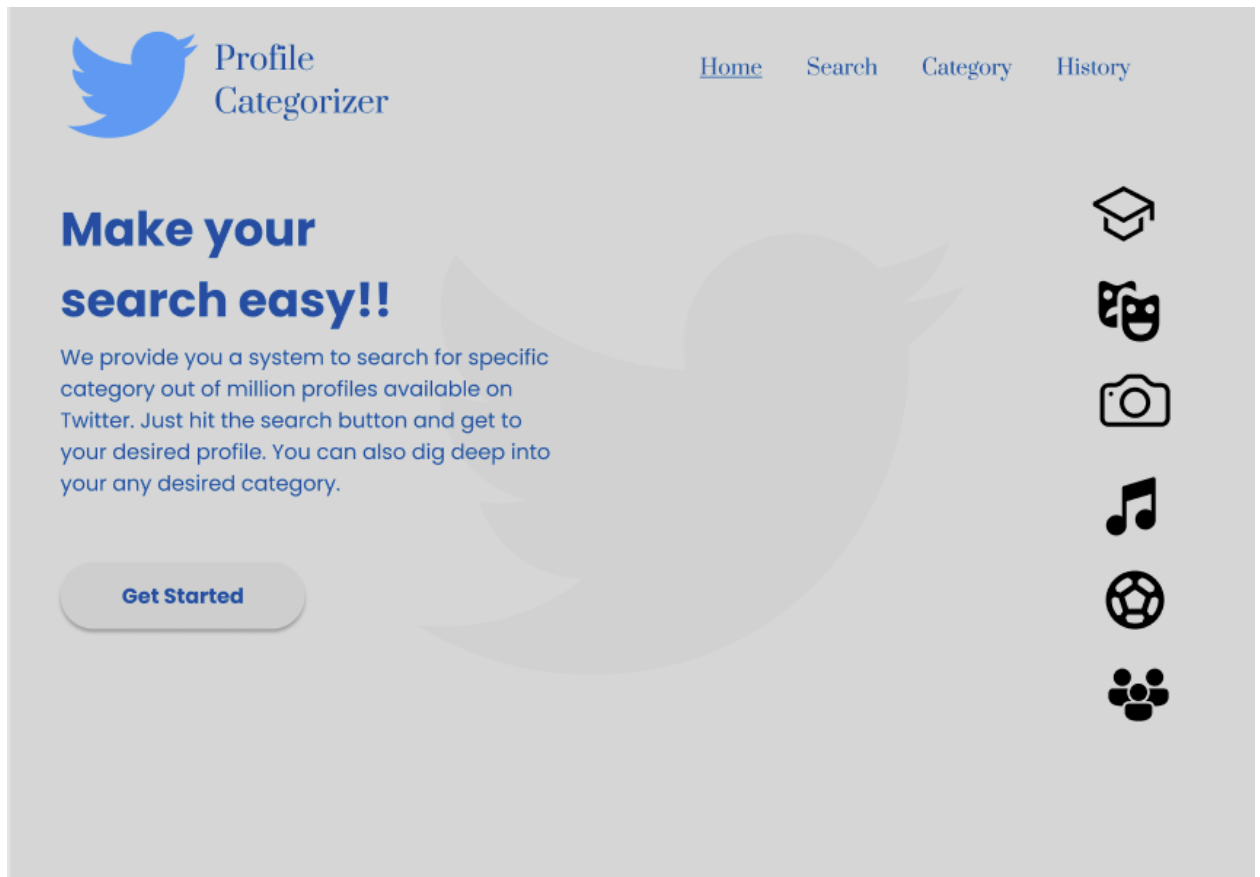 Profile
Categorizer
Home Search Category History
Make your
search easy!!
We provide you a system to search for specific
category out of million profiles available on
Twitter. Just hit the search button and get to
your desired profile. You can also dig deep into
your any desired category.
Get Started